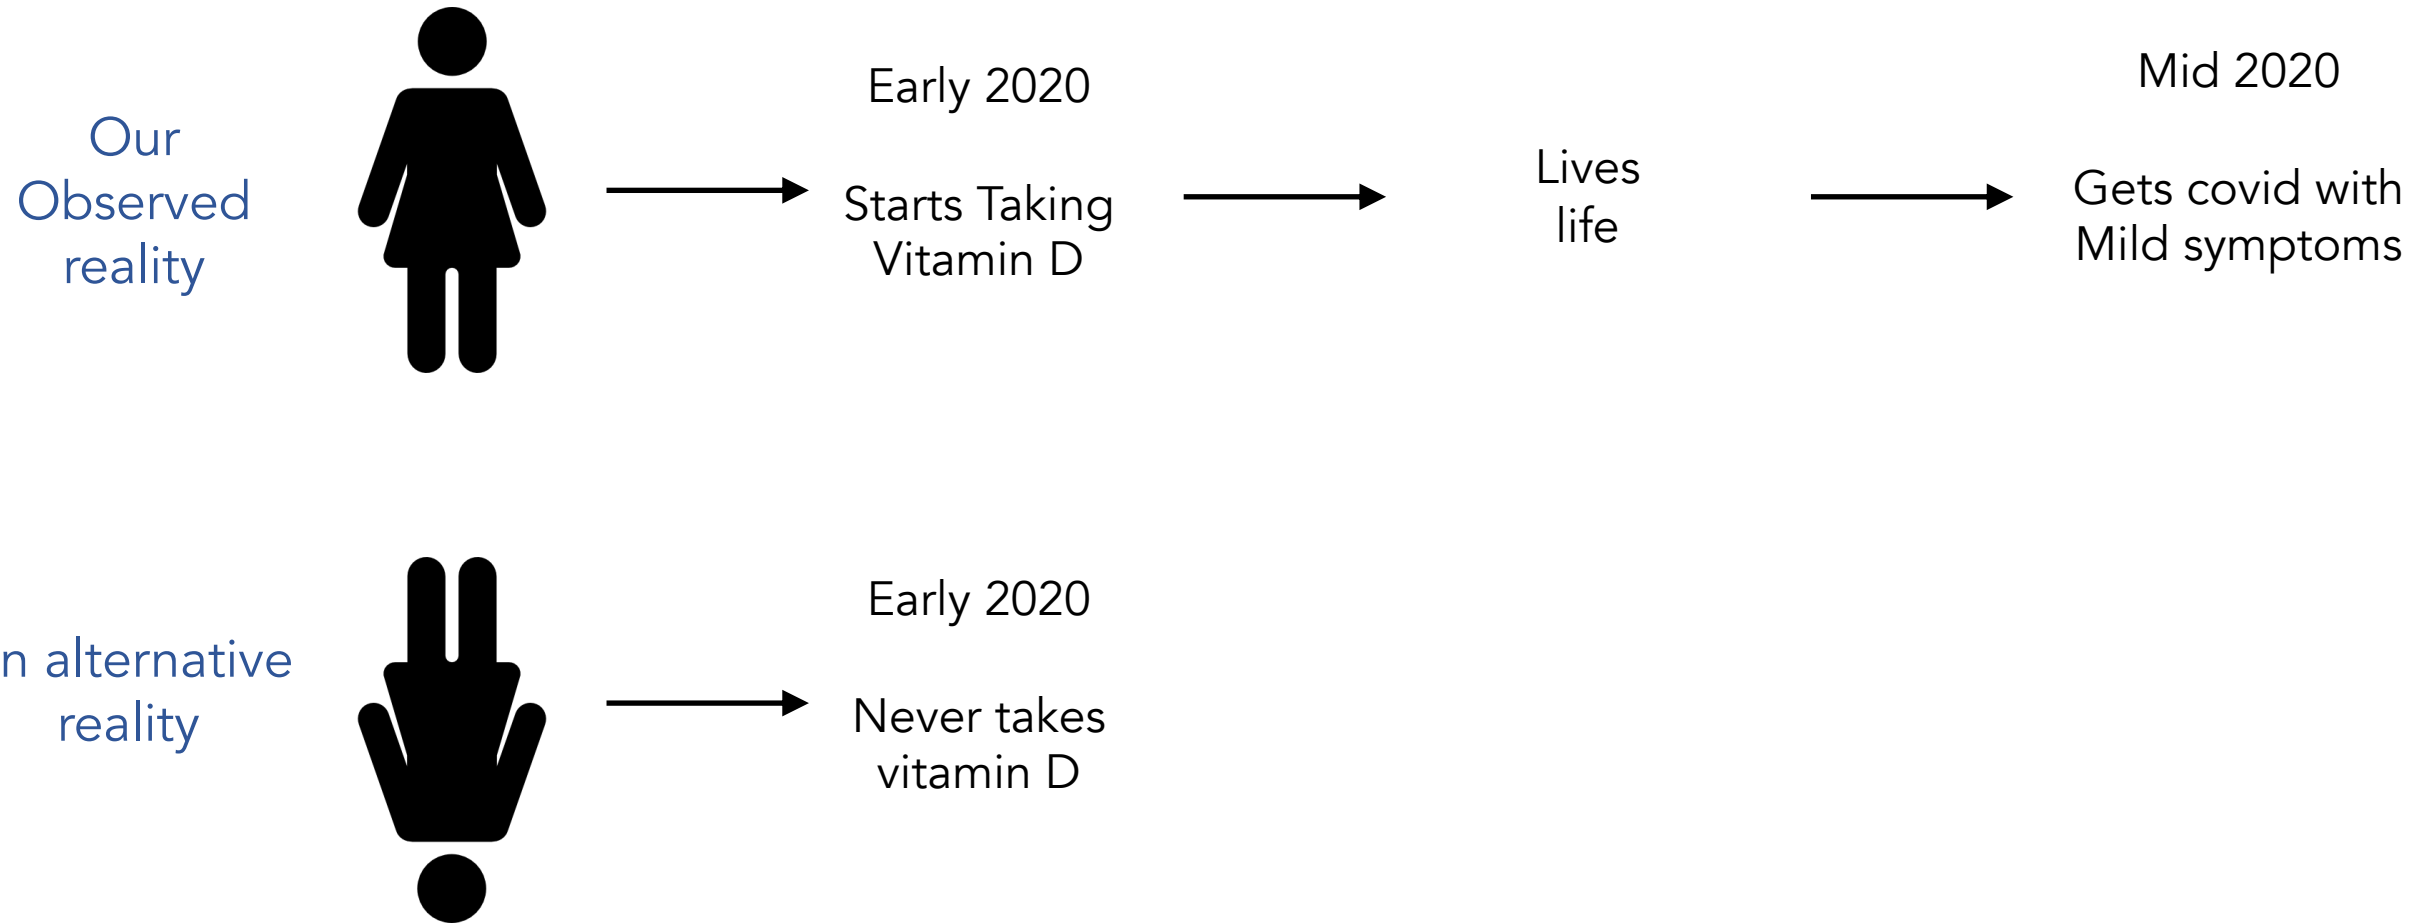 Our
Observed
reality
Early 2020
Starts Taking
Vitamin D
Lives
life
Mid 2020
Gets covid with
Mild symptoms
n alternative
reality
Early 2020
Never takes
vitamin D